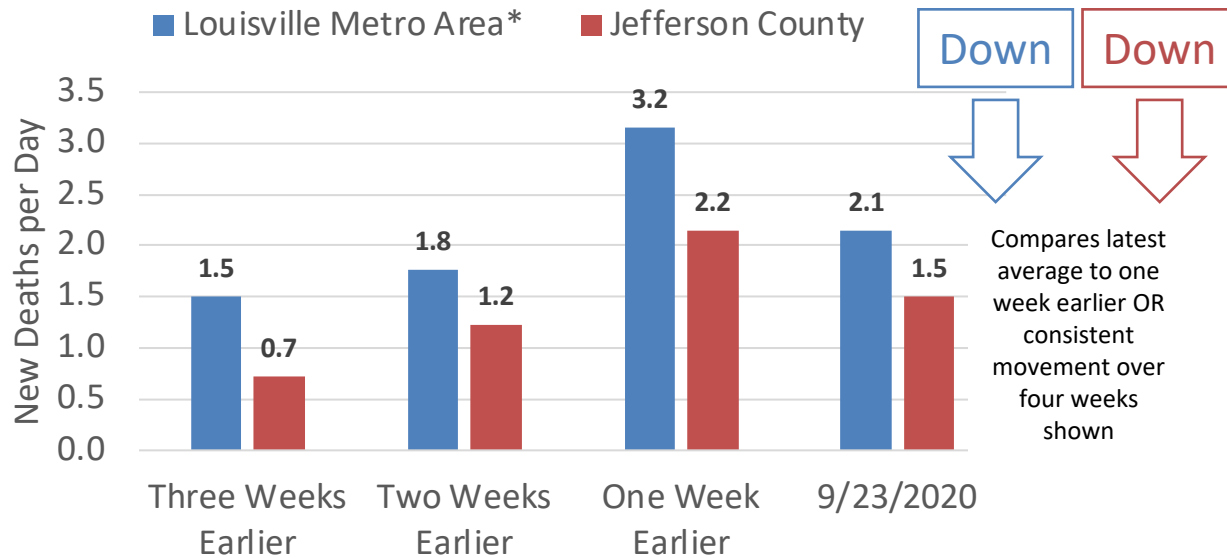 Louisville Metro Area*
Jefferson County
Down
Down
New Deaths per Day
3.5
3.0
2.5
2.0
1.5
1.0
0.5
0.0
1.5
0.7
1.8
1.2
3.2
2.2
2.1
1.5
Three Weeks
Earlier
Two Weeks
Earlier
One Week
Earlier
9/23/2020
Compares latest
average to one
week earlier OR
consistent
movement over
four weeks
shown